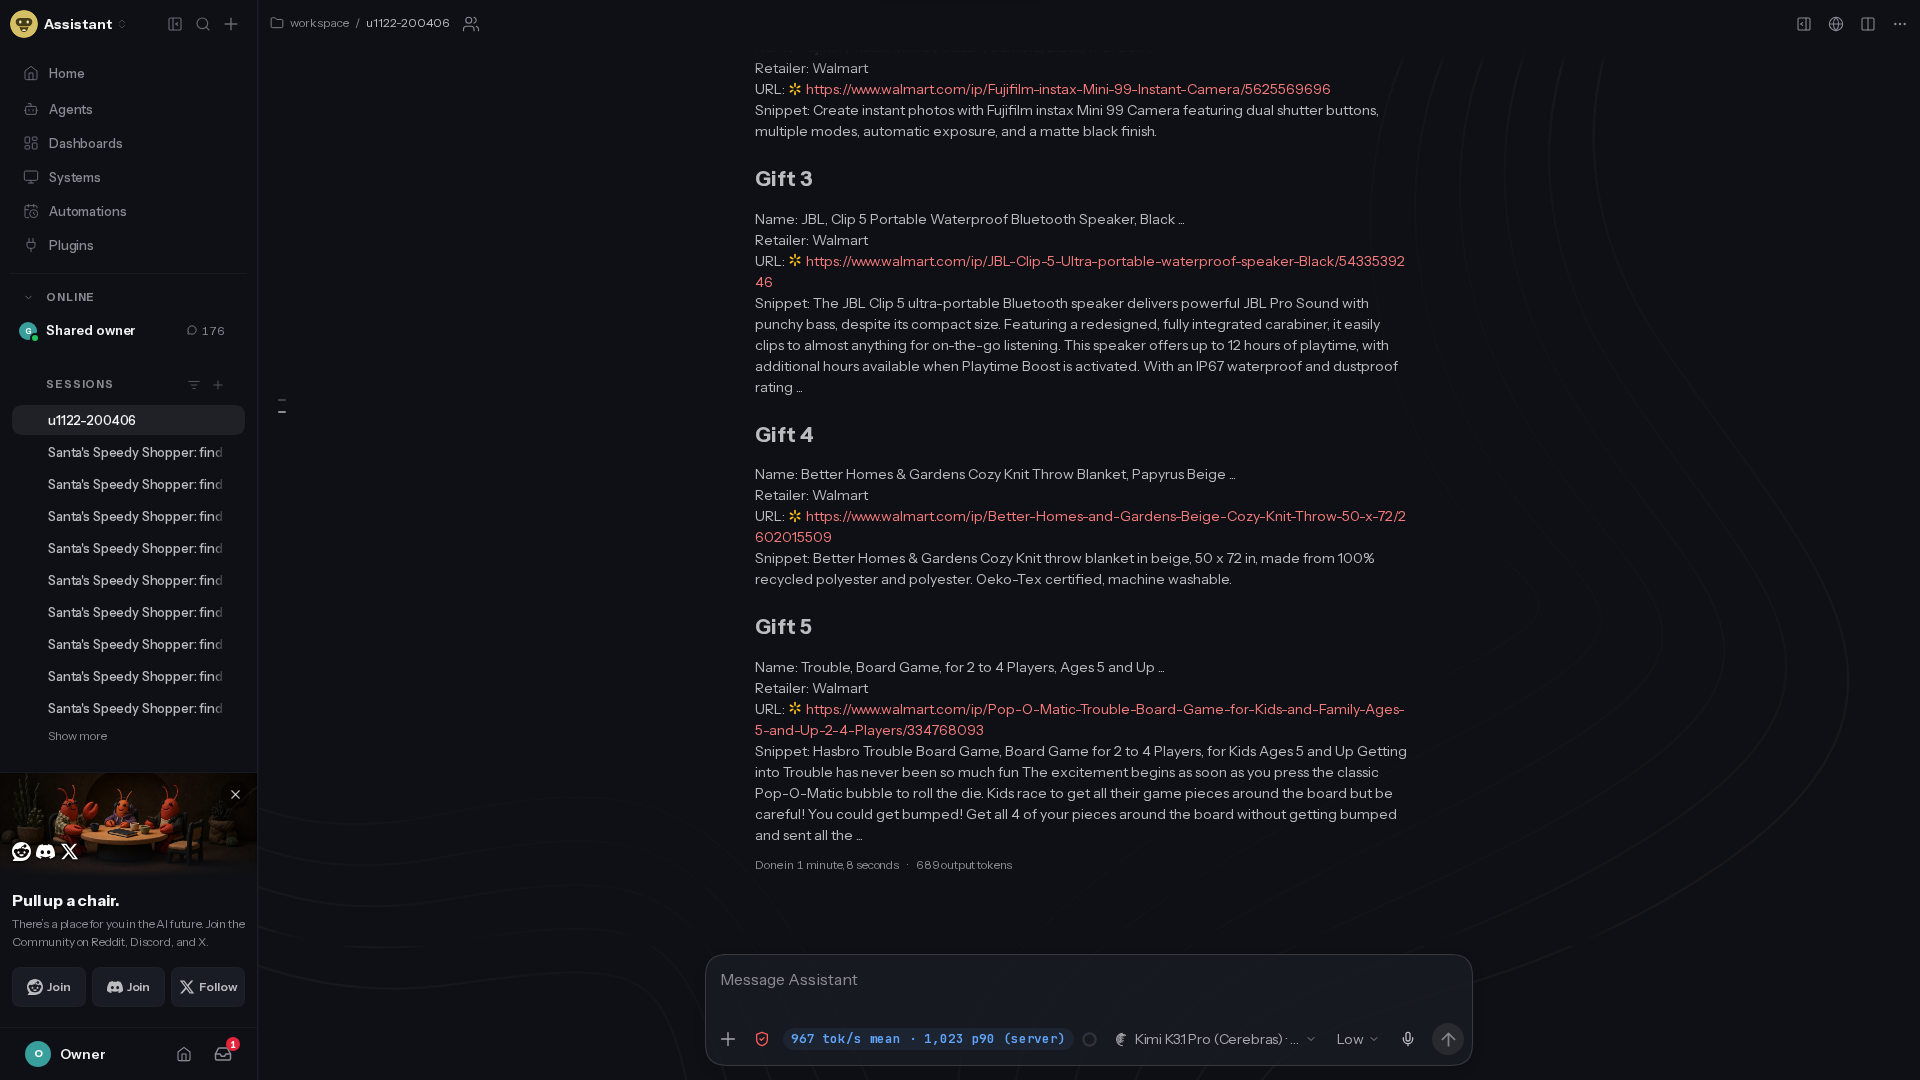 Assistant
Home
Agents
Dashboards
Systems
Automations
Plugins
ONLINE
G
Shared owner
176
SESSIONS
u1122-200406
Santa's Speedy Shopper: find
Santa's Speedy Shopper: find
Santa's Speedy Shopper: find
Santa's Speedy Shopper: find
Santa's Speedy Shopper: find
Santa's Speedy Shopper: find
Santa's Speedy Shopper: find
Santa's Speedy Shopper: find
Santa's Speedy Shopper: find
Show more
Pull up a chair.
There's a place for you in the AI future. Join the
Community on Reddit, Discord, and X.
Join
Join
Follow
O
Owner
1
workspace / u1122-200406
Retailer: Walmart
URL: https://www.walmart.com/ip/Fujifilm-instax-Mini-99-Instant-Camera/5625569696
Snippet: Create instant photos with Fujifilm instax Mini 99 Camera featuring dual shutter buttons,
multiple modes, automatic exposure, and a matte black finish.
Gift 3
Name: JBL, Clip 5 Portable Waterproof Bluetooth Speaker, Black ...
Retailer: Walmart
URL: https://www.walmart.com/ip/JBL-Clip-5-Ultra-portable-waterproof-speaker-Black/54335392
46
Snippet: The JBL Clip 5 ultra-portable Bluetooth speaker delivers powerful JBL Pro Sound with
punchy bass, despite its compact size. Featuring a redesigned, fully integrated carabiner, it easily
clips to almost anything for on-the-go listening. This speaker offers up to 12 hours of playtime, with
additional hours available when Playtime Boost is activated. With an IP67 waterproof and dustproof
rating ...
Gift 4
Name: Better Homes & Gardens Cozy Knit Throw Blanket, Papyrus Beige ...
Retailer: Walmart
URL: https://www.walmart.com/ip/Better-Homes-and-Gardens-Beige-Cozy-Knit-Throw-50-x-72/2
602015509
Snippet: Better Homes & Gardens Cozy Knit throw blanket in beige, 50 x 72 in, made from 100%
recycled polyester and polyester. Oeko-Tex certified, machine washable.
Gift 5
Name: Trouble, Board Game, for 2 to 4 Players, Ages 5 and Up ...
Retailer: Walmart
URL: https://www.walmart.com/ip/Pop-O-Matic-Trouble-Board-Game-for-Kids-and-Family-Ages-
5-and-Up-2-4-Players/334768093
Snippet: Hasbro Trouble Board Game, Board Game for 2 to 4 Players, for Kids Ages 5 and Up Getting
into Trouble has never been so much fun The excitement begins as soon as you press the classic
Pop-O-Matic bubble to roll the die. Kids race to get all their game pieces around the board but be
careful! You could get bumped! Get all 4 of your pieces around the board without getting bumped
and sent all the ...
Done in 1 minute, 8 seconds · 689 output tokens
Message Assistant
967 tok/s mean · 1,023 p90 (server)
Kimi K3.1 Pro (Cerebras) · ...
Low